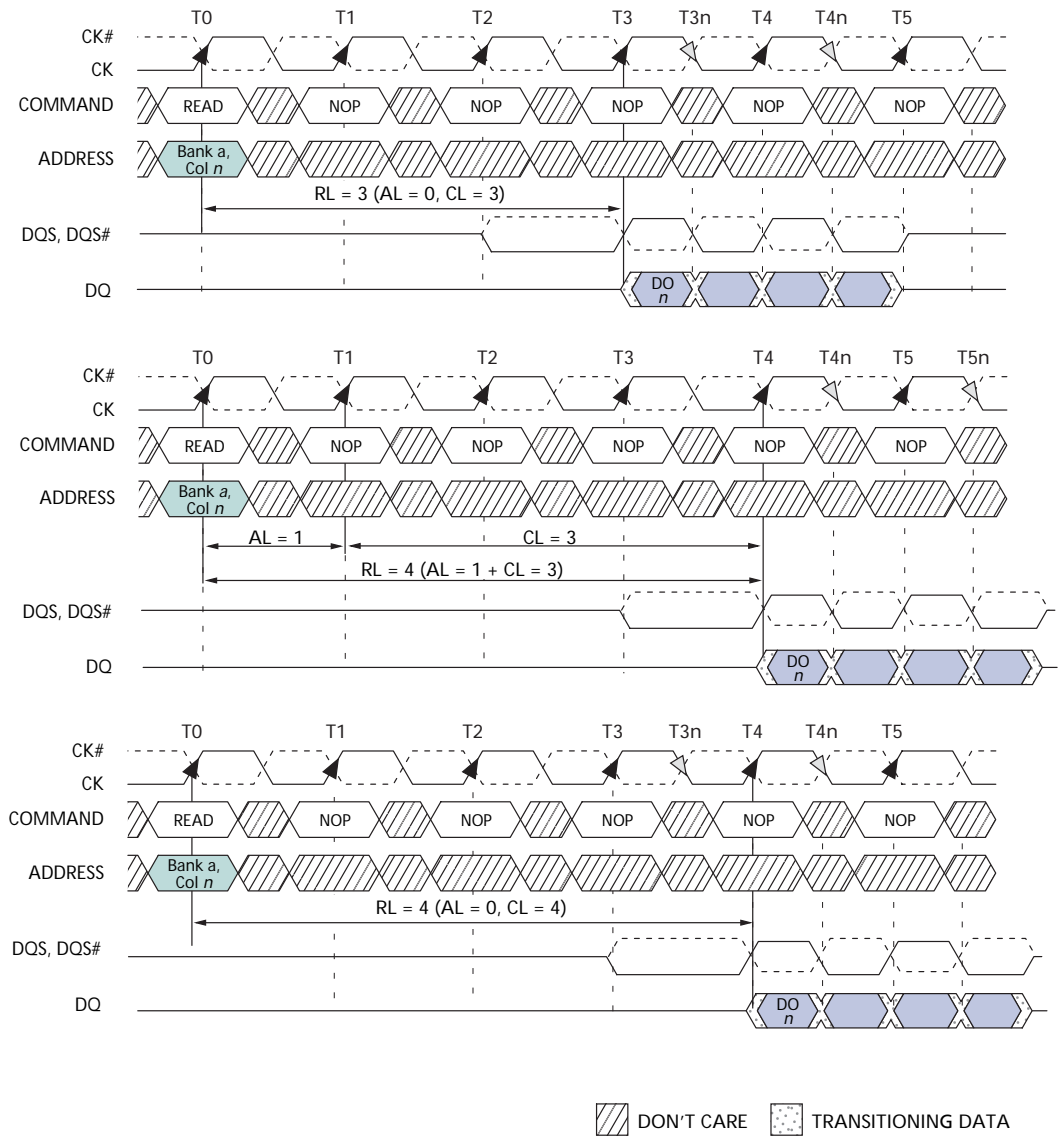 T0 T1 T2 T3 T3n T4 T4n T5
CK#
CK
COMMAND READ NOP NOP NOP NOP NOP
ADDRESS Bank a,
Col n
RL = 3 (AL = 0, CL = 3)
DQS, DQS#
DQ DO
n
T0 T1 T2 T3 T4 T4n T5 T5n
CK#
CK
COMMAND READ NOP NOP NOP NOP NOP
ADDRESS Bank a,
Col n
AL = 1 CL = 3
RL = 4 (AL = 1 + CL = 3)
DQS, DQS#
DQ DO
n
T0 T1 T2 T3 T3n T4 T4n T5
CK#
CK
COMMAND READ NOP NOP NOP NOP NOP
ADDRESS Bank a,
Col n
RL = 4 (AL = 0, CL = 4)
DQS, DQS#
DQ DO
n
DON'T CARE TRANSITIONING DATA